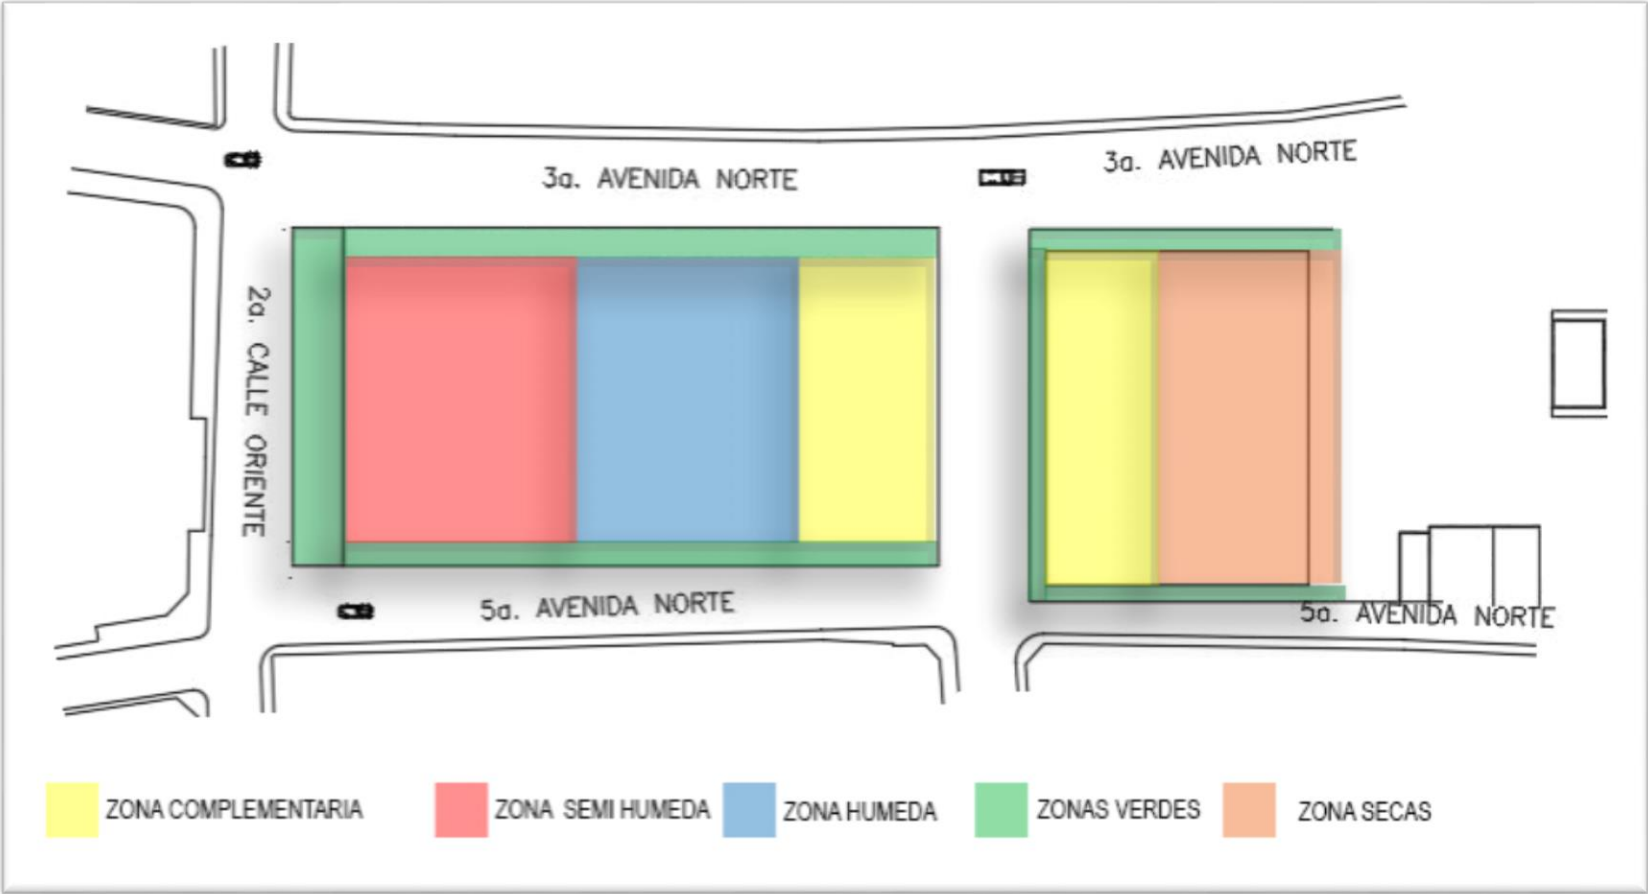 3a. AVENIDA NORTE
3a. AVENIDA NORTE
2a. CALLE ORIENTE
5a. AVENIDA NORTE
5a. AVENIDA NORTE
ZONA COMPLEMENTARIA
ZONA SEMI HUMEDA
ZONA HUMEDA
ZONAS VERDES
ZONA SECAS